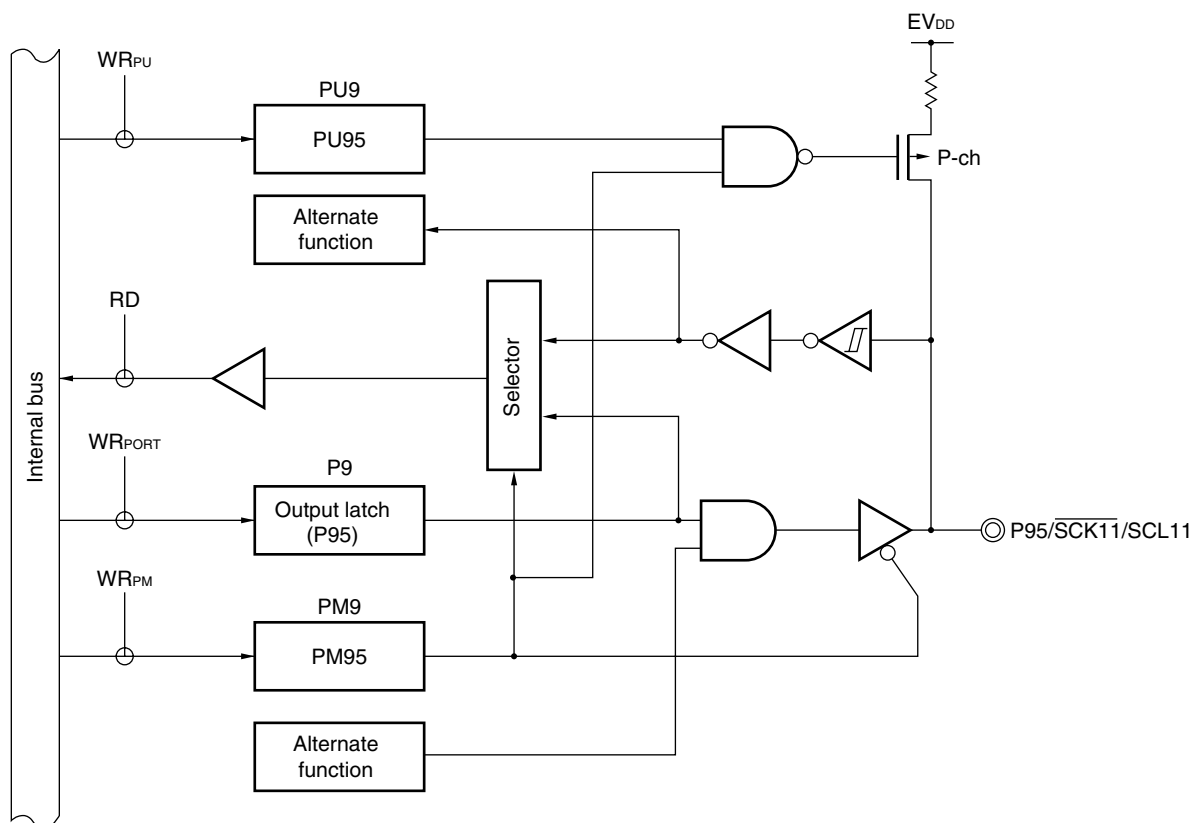 EVDD
WRPU
PU9
PU95
P-ch
Alternate
function
RD
Selector
Internal bus
WRPORT
P9
Output latch
(P95)
P95/SCK11/SCL11
WRPM
PM9
PM95
Alternate
function